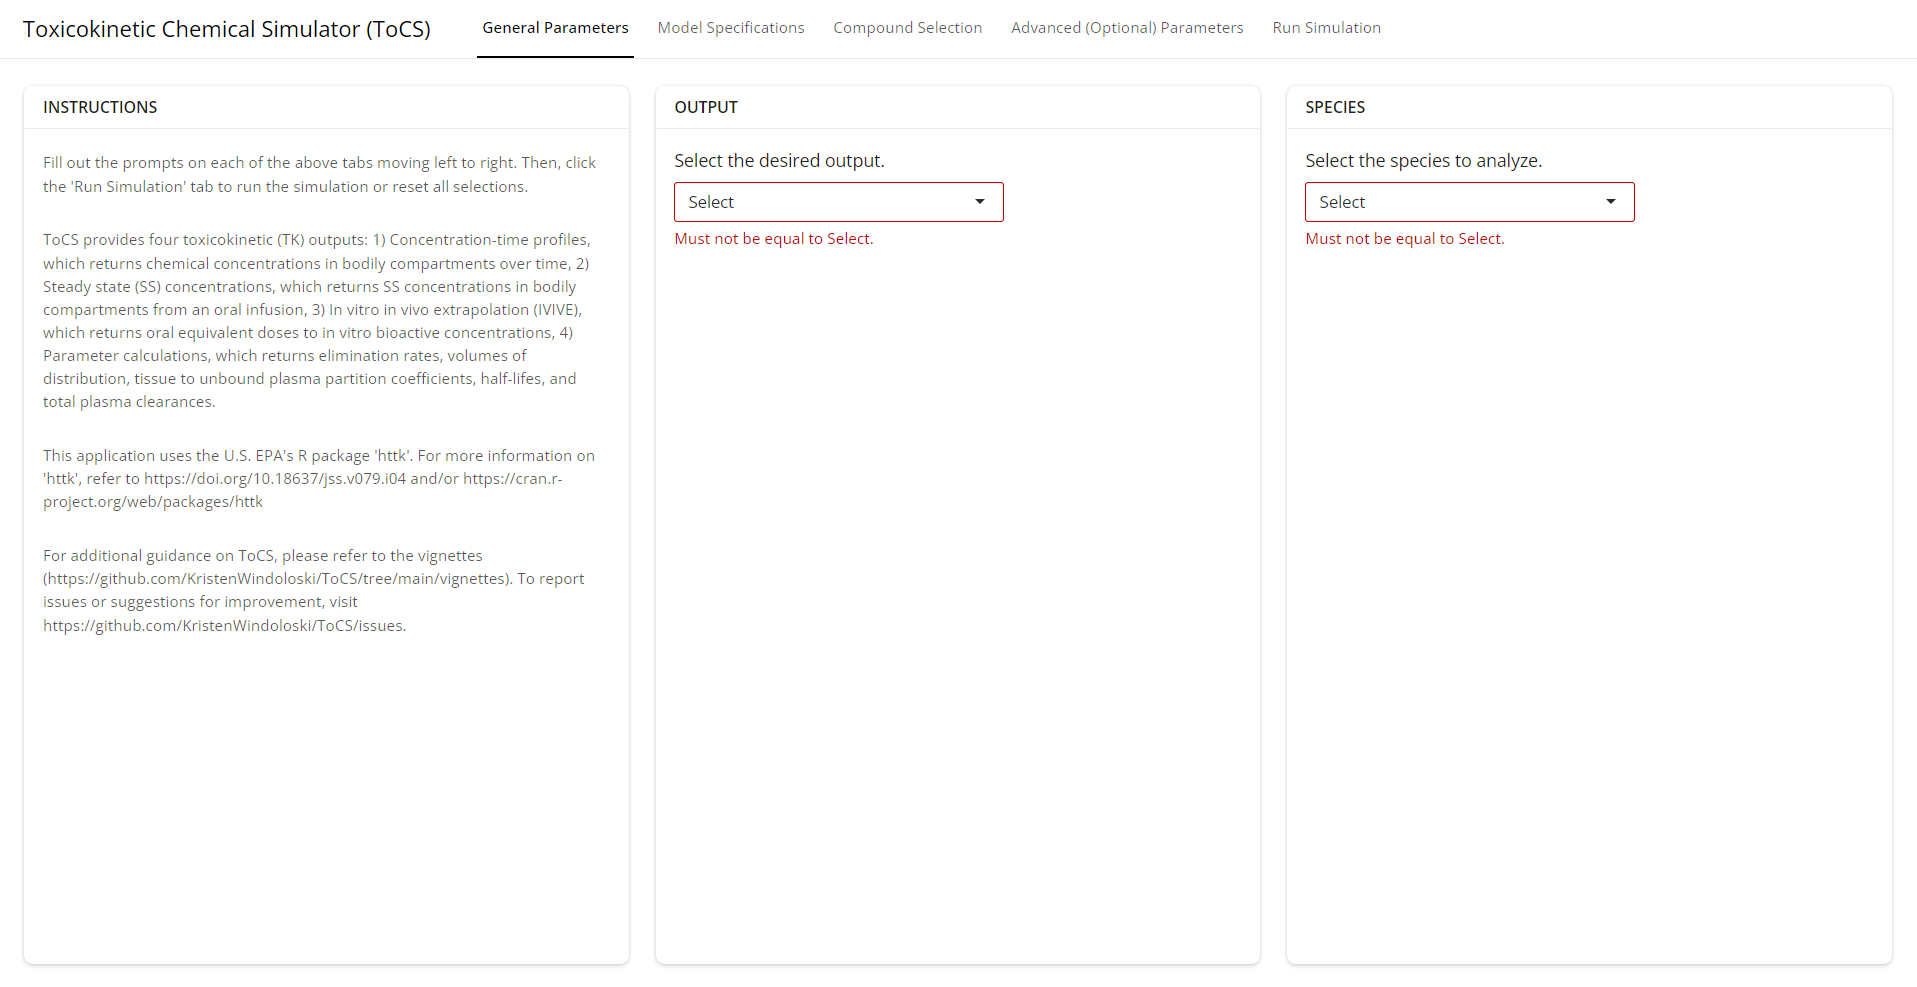 Toxicokinetic Chemical Simulator (ToCS)
General Parameters
Model Specifications
Compound Selection
Advanced (Optional) Parameters
Run Simulation
INSTRUCTIONS
Fill out the prompts on each of the above tabs moving left to right. Then, click
the 'Run Simulation' tab to run the simulation or reset all selections.
ToCS provides four toxicokinetic (TK) outputs: 1) Concentration-time profiles,
which returns chemical concentrations in bodily compartments over time, 2)
Steady state (SS) concentrations, which returns SS concentrations in bodily
compartments from an oral infusion, 3) In vitro in vivo extrapolation (IVIVE),
which returns oral equivalent doses to in vitro bioactive concentrations, 4)
Parameter calculations, which returns elimination rates, volumes of
distribution, tissue to unbound plasma partition coefficients, half-lifes, and
total plasma clearances.
This application uses the U.S. EPA's R package 'httk'. For more information on
'httk', refer to https://doi.org/10.18637/jss.v079.i04 and/or https://cran.r-
project.org/web/packages/httk
For additional guidance on ToCS, please refer to the vignettes
(https://github.com/KristenWindoloski/ToCS/tree/main/vignettes). To report
issues or suggestions for improvement, visit
https://github.com/KristenWindoloski/ToCS/issues.
OUTPUT
Select the desired output.
Select
Must not be equal to Select.
SPECIES
Select the species to analyze.
Select
Must not be equal to Select.